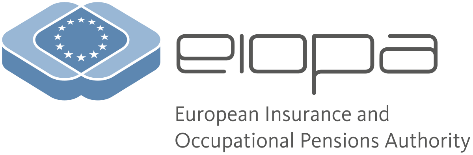 eiopa
European Insurance and
Occupational Pensions Authority